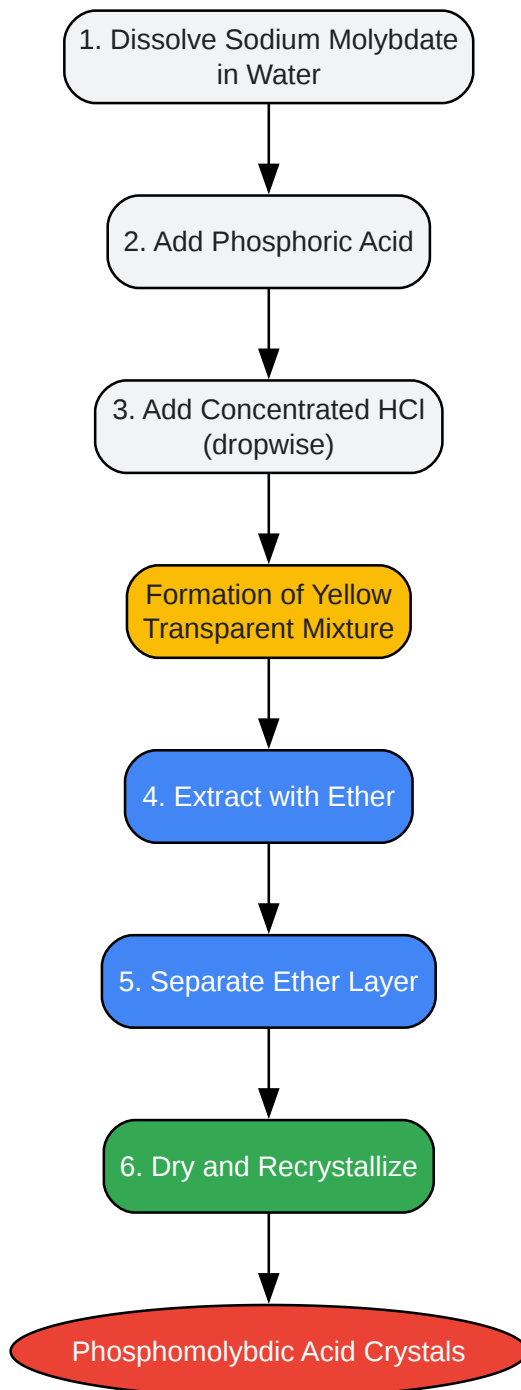 1. Dissolve Sodium Molybdate
in Water
2. Add Phosphoric Acid
3. Add Concentrated HCl
(dropwise)
Formation of Yellow
Transparent Mixture
4. Extract with Ether
5. Separate Ether Layer
6. Dry and Recrystallize
Phosphomolybdic Acid Crystals